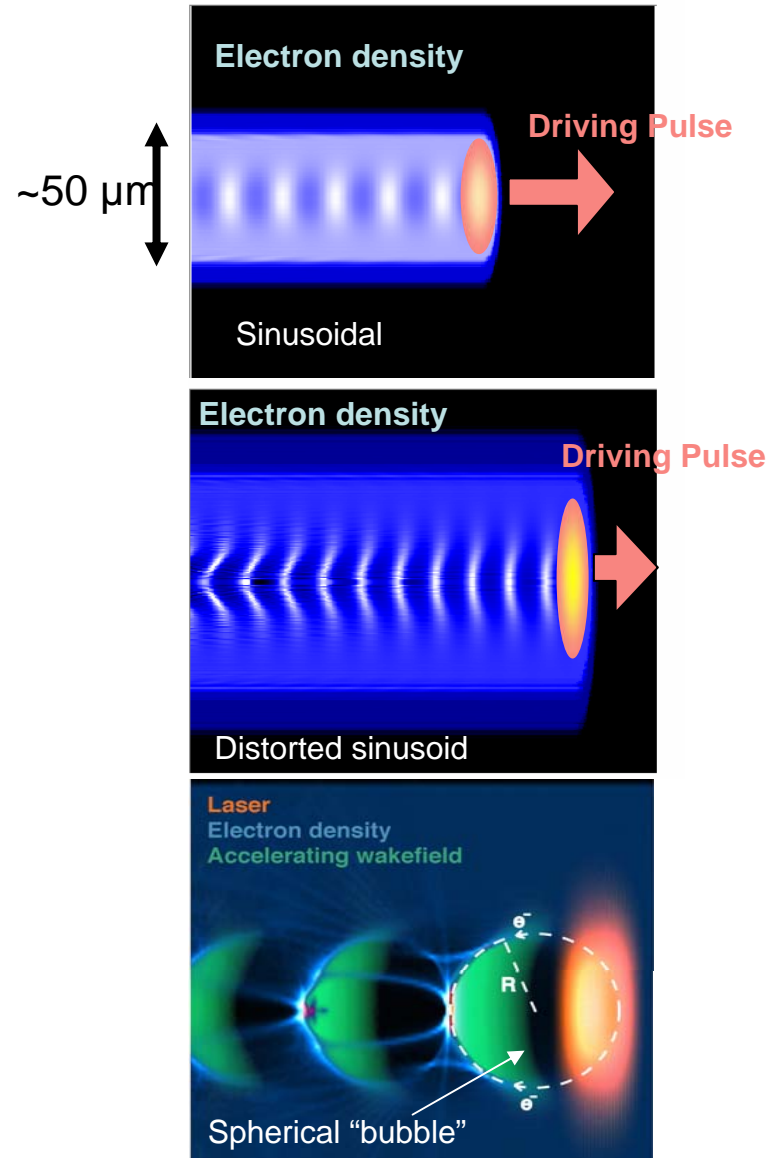 Electron density
Driving Pulse
~50 µm
Sinusoidal
Electron density
Driving Pulse
Distorted sinusoid
Laser
Electron density
Accelerating wakefield
e⁻
R
e⁻
Spherical “bubble”